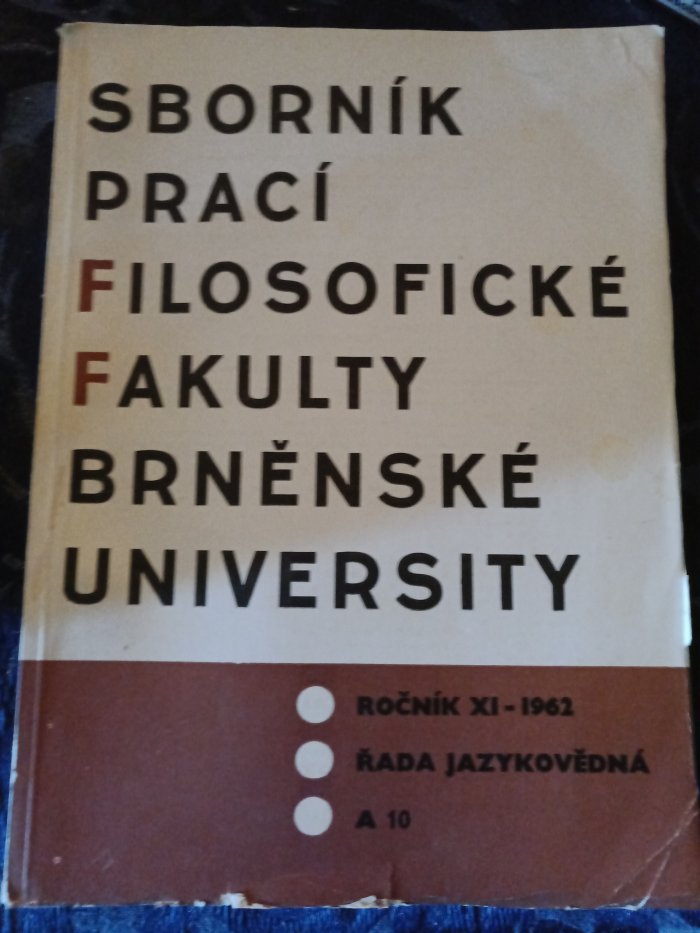 SBORNÍK
PRACÍ
FILOSOFICKÉ
FAKULTY
BRNĚNSKÉ
UNIVERSITY
ROČNÍK XI - 1962
ŘADA JAZYKOVĚDNÁ
A 10